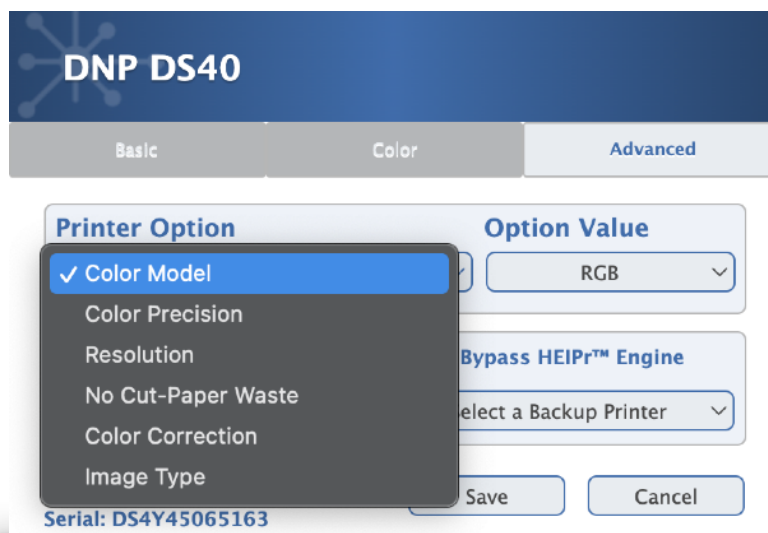 DNP DS40
Basic Color Advanced
Printer Option Option Value
✓ Color Model RGB
Color Precision
Resolution
Bypass HEIPr™ Engine
No Cut-Paper Waste
elect a Backup Printer
Color Correction
Image Type
Save Cancel
Serial: DS4Y45065163